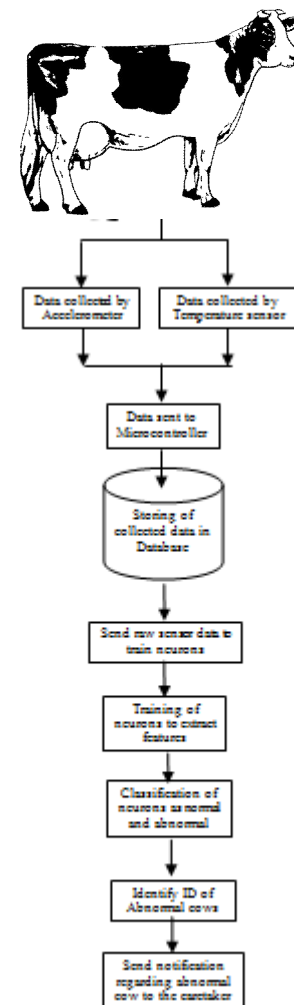 Data collected by
Accelerometer
Data collected by
Temperature sensor
Data sent to
Microcontroller
Storing of
collected data in
Database
Send raw sensor data to
train neurons
Training of
neurons to extract
features
Classification of
neurons as normal
and abnormal
Identify ID of
Abnormal cows
Send notification
regarding abnormal
cow to the caretaker